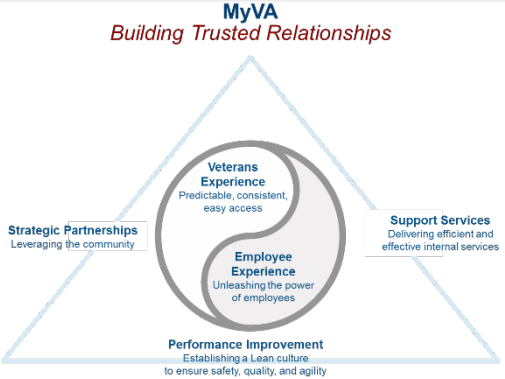 MyVA
Building Trusted Relationships
Veterans
Experience
Predictable, consistent,
easy access
Strategic Partnerships
Leveraging the community
Support Services
Delivering efficient and
effective internal services
Employee
Experience
Unleashing the power
of employees
Performance Improvement
Establishing a Lean culture
to ensure safety, quality, and agility